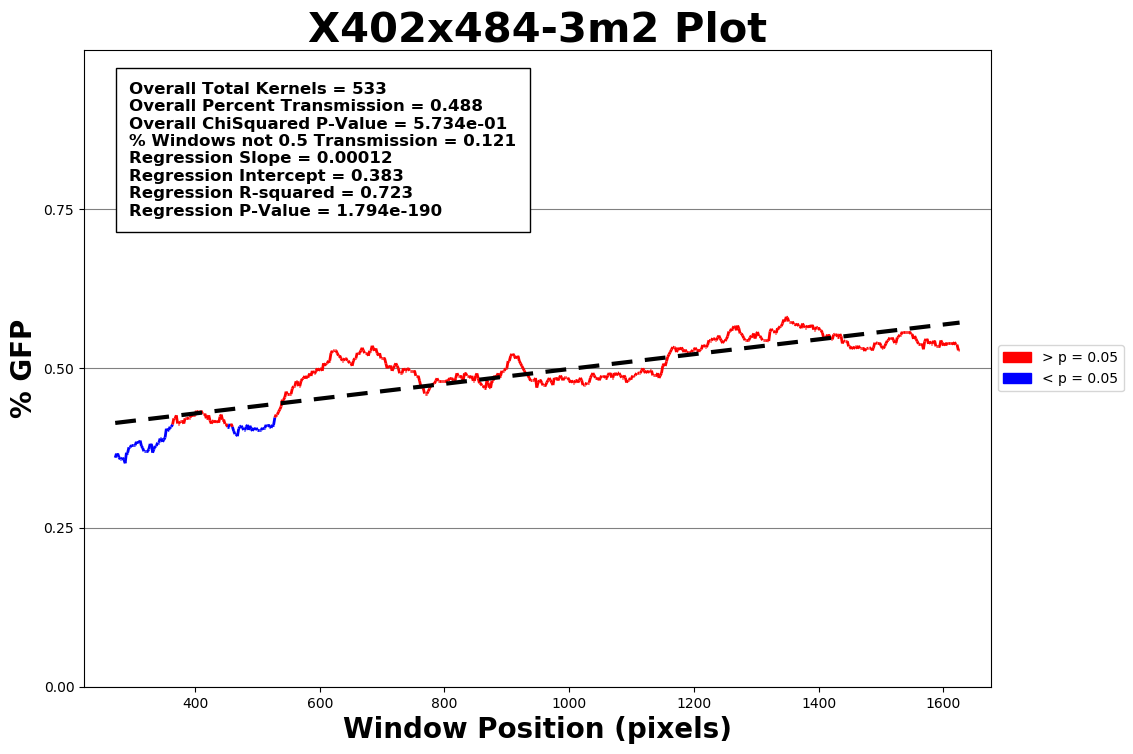 X402x484-3m2 Plot
Overall Total Kernels = 533
Overall Percent Transmission = 0.488
Overall ChiSquared P-Value = 5.734e-01
% Windows not 0.5 Transmission = 0.121
Regression Slope = 0.00012
Regression Intercept = 0.383
Regression R-squared = 0.723
Regression P-Value = 1.794e-190
% GFP
0.75
0.50
0.25
0.00
> p = 0.05
< p = 0.05
400 600 800 1000 1200 1400 1600
Window Position (pixels)